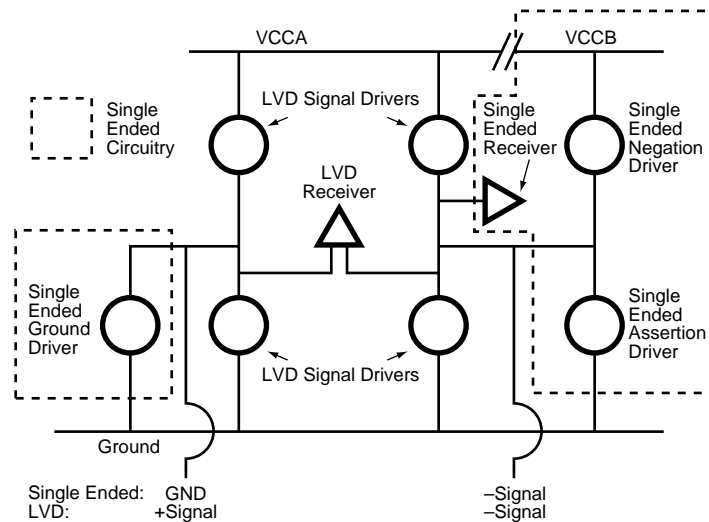 VCCA
VCCB
Single
Ended
Circuitry
LVD Signal Drivers
Single
Ended
Receiver
Single
Ended
Negation
Driver
LVD
Receiver
Single
Ended
Ground
Driver
LVD Signal Drivers
Single
Ended
Assertion
Driver
Ground
Single Ended: GND –Signal
LVD: +Signal –Signal